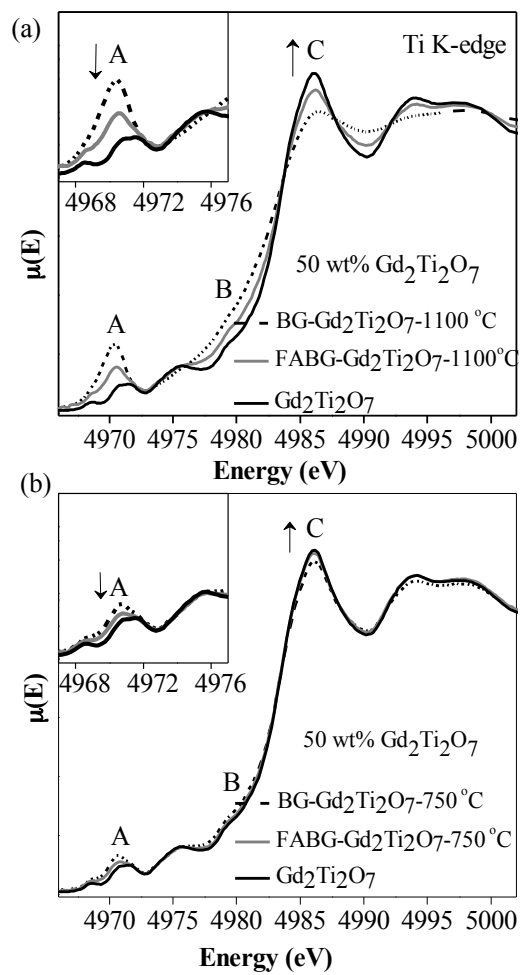 (a)
A
C
Ti K-edge
4968 4972 4976
50 wt% Gd2Ti2O7
B
BG-Gd2Ti2O7-1100 °C
A
FABG-Gd2Ti2O7-1100°C
Gd2Ti2O7
μ(E)
4970 4975 4980 4985 4990 4995 5000
Energy (eV)
(b)
A
C
4968 4972 4976
50 wt% Gd2Ti2O7
B
BG-Gd2Ti2O7-750 °C
A
FABG-Gd2Ti2O7-750 °C
Gd2Ti2O7
μ(E)
4970 4975 4980 4985 4990 4995 5000
Energy (eV)